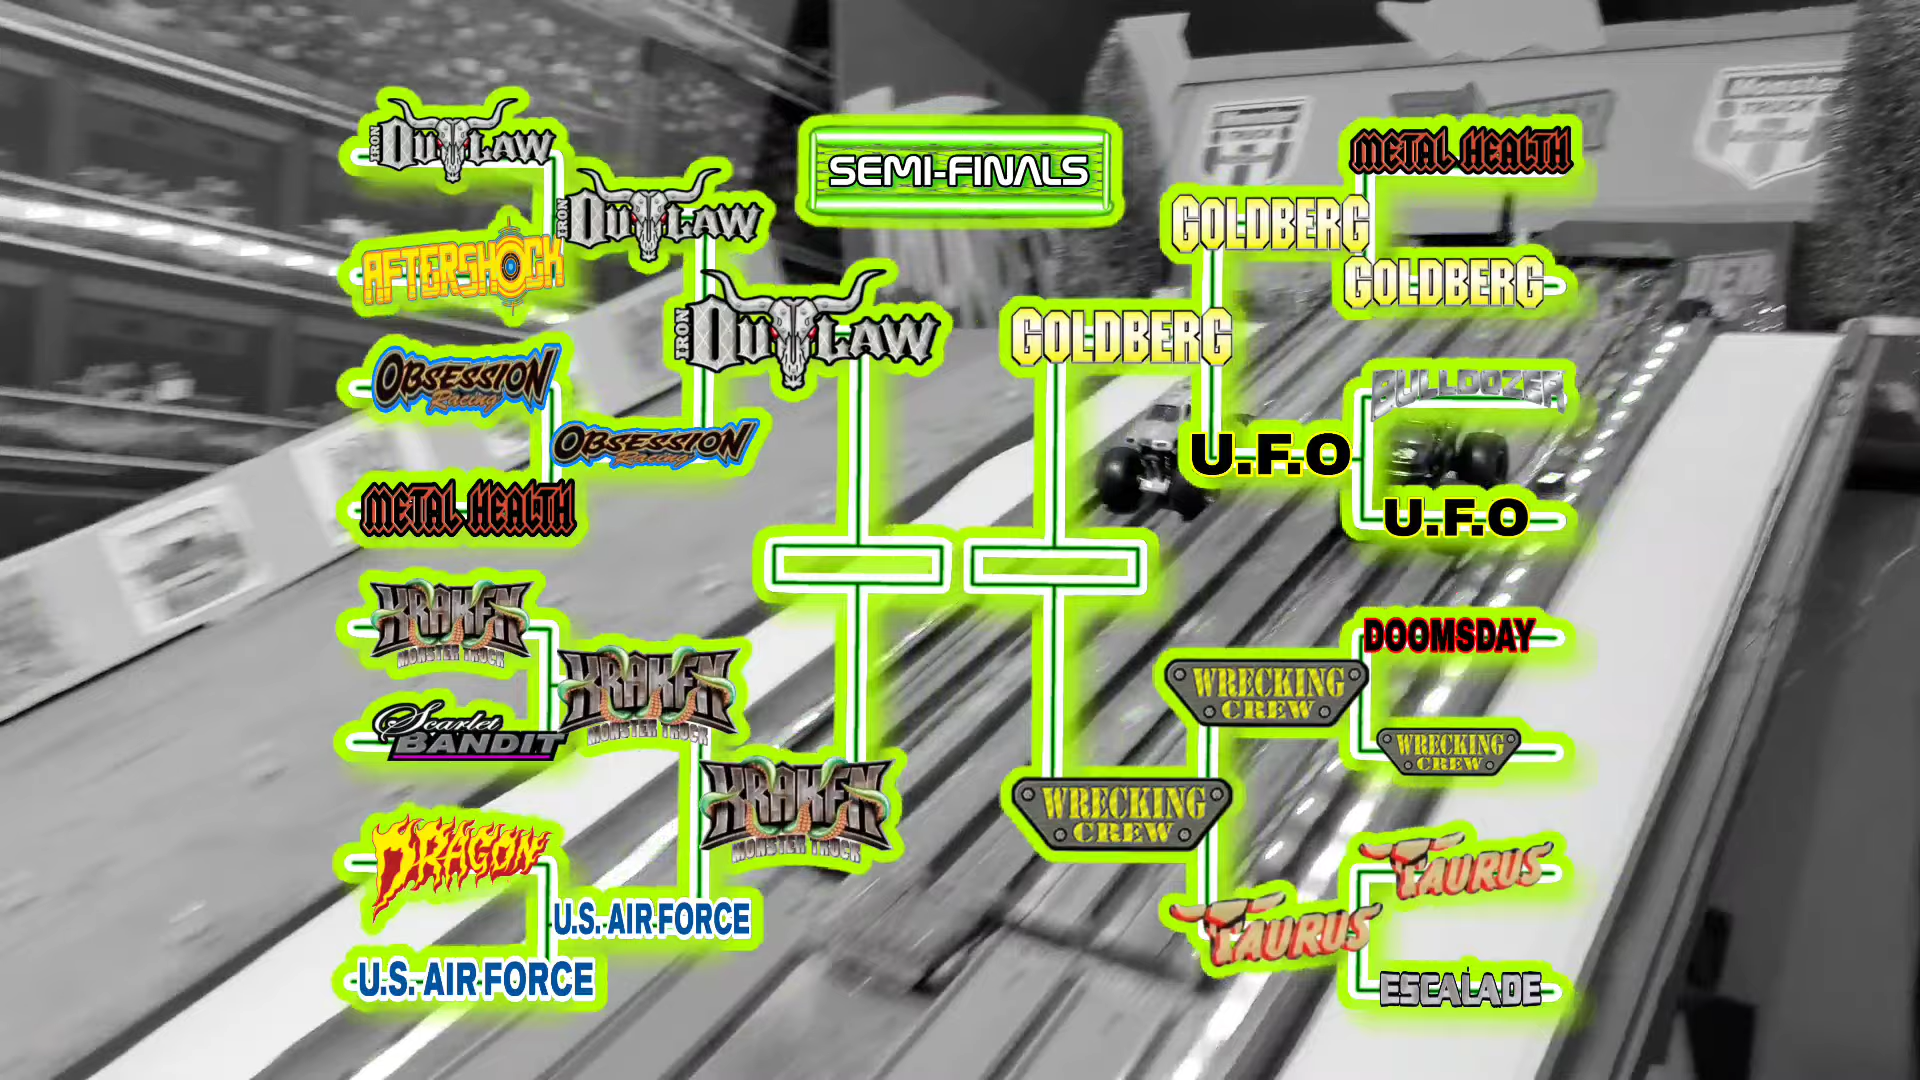 SEMI-FINALS
IRON OUTLAW
AFTERSHOCK
OBSESSION
Racing
METAL HEALTH
KRAKEN
MONSTER TRUCK
Scarlet
BANDIT
DRAGON
U.S. AIR FORCE
IRON OUTLAW
OBSESSION
Racing
KRAKEN
MONSTER TRUCK
U.S. AIR FORCE
IRON OUTLAW
KRAKEN
MONSTER TRUCK
GOLDBERG
WRECKING
CREW
GOLDBERG
U.F.O
WRECKING
CREW
TAURUS
METAL HEALTH
GOLDBERG
BULLDOZER
U.F.O
DOOMSDAY
WRECKING
CREW
TAURUS
ESCALADE
Monster
TRUCK